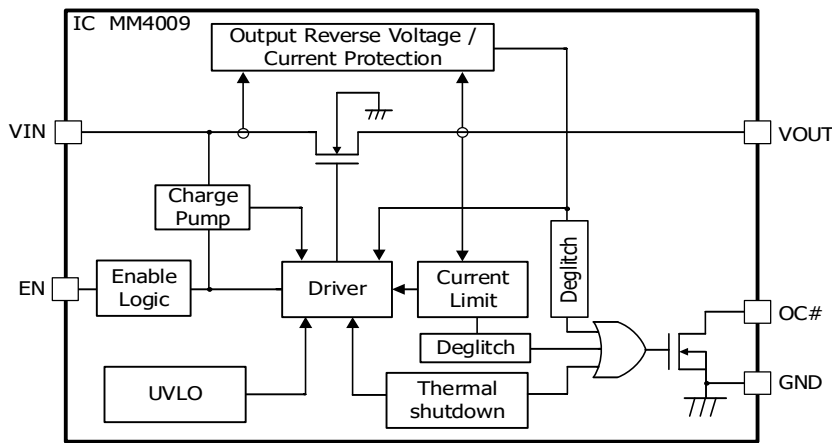 IC MM4009
Output Reverse Voltage /
Current Protection
VIN
VOUT
Charge
Pump
EN
Enable
Logic
Driver
Current
Limit
Deglitch
OC#
Deglitch
UVLO
Thermal
shutdown
GND